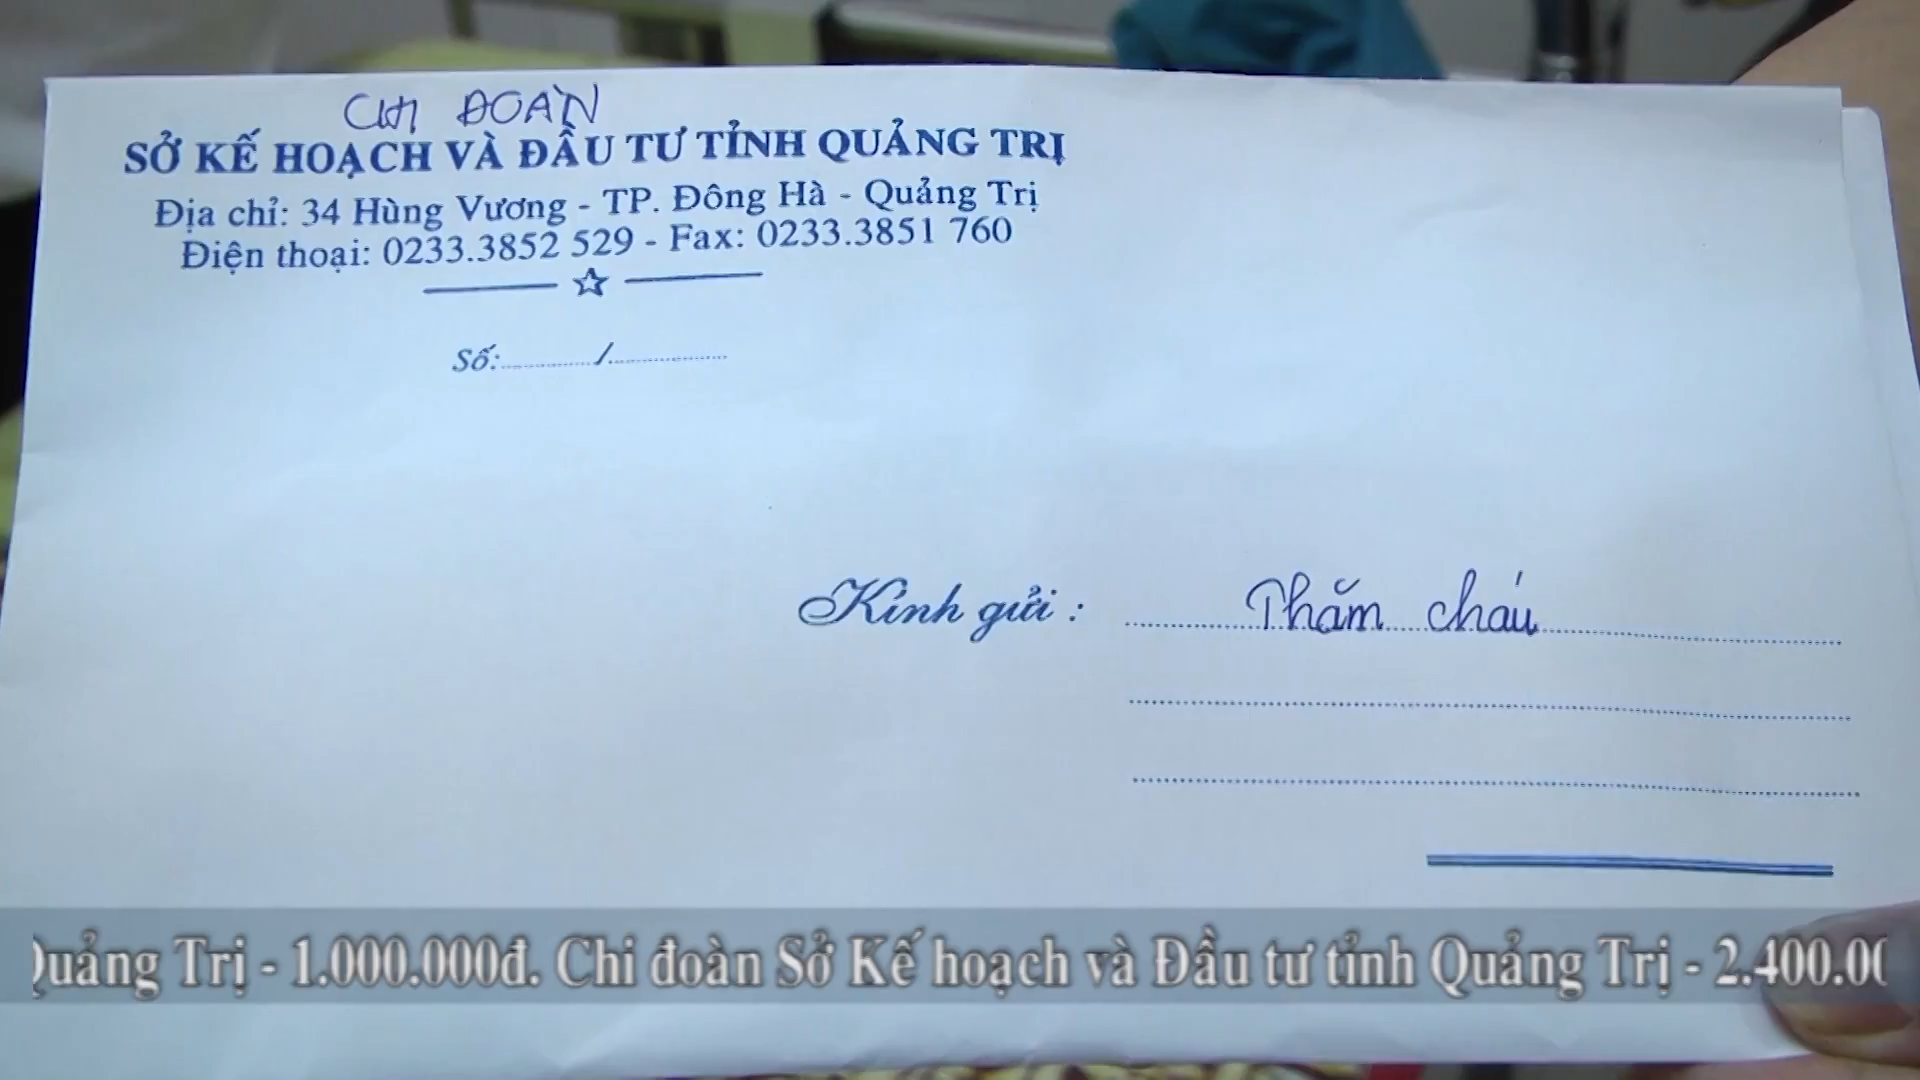 CHI ĐOÀN
SỞ KẾ HOẠCH VÀ ĐẦU TƯ TỈNH QUẢNG TRỊ
Địa chỉ: 34 Hùng Vương - TP. Đông Hà - Quảng Trị
Điện thoại: 0233.3852 529 - Fax: 0233.3851 760
Số:............/...............
Kính gửi : Thăm cháu
Quảng Trị - 1.000.000đ. Chi đoàn Sở Kế hoạch và Đầu tư tỉnh Quảng Trị - 2.400.00